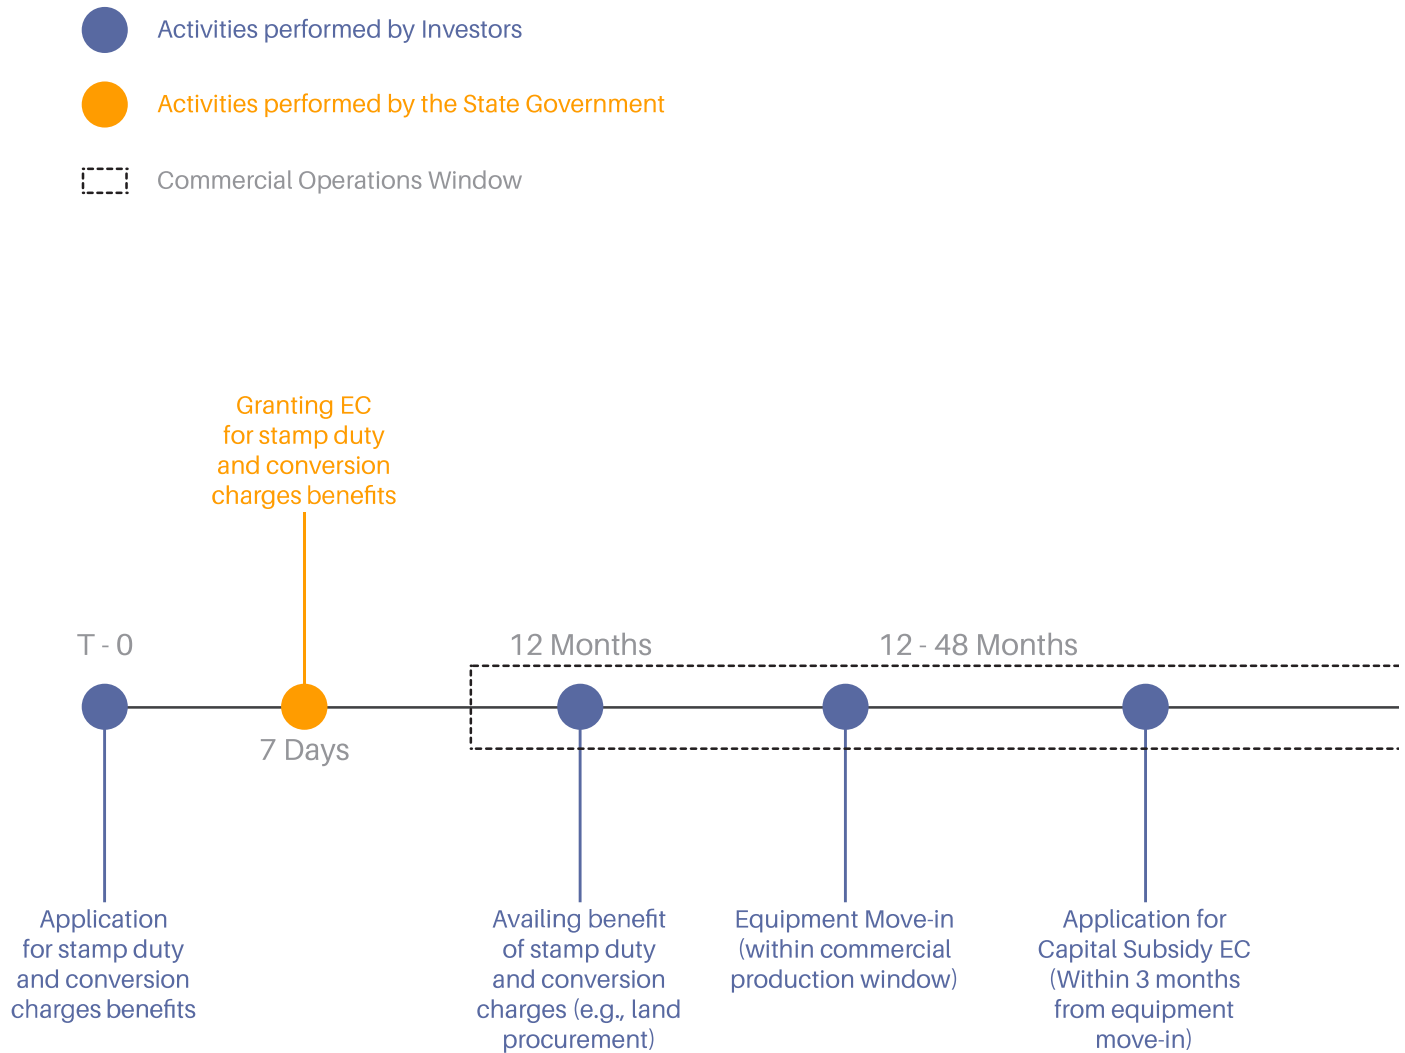 Activities performed by Investors
Activities performed by the State Government
Commercial Operations Window
Granting EC
for stamp duty
and conversion
charges benefits
T - 0
12 Months
12 - 48 Months
7 Days
Application
for stamp duty
and conversion
charges benefits
Availing benefit
of stamp duty
and conversion
charges (e.g., land
procurement)
Equipment Move-in
(within commercial
production window)
Application for
Capital Subsidy EC
(Within 3 months
from equipment
move-in)